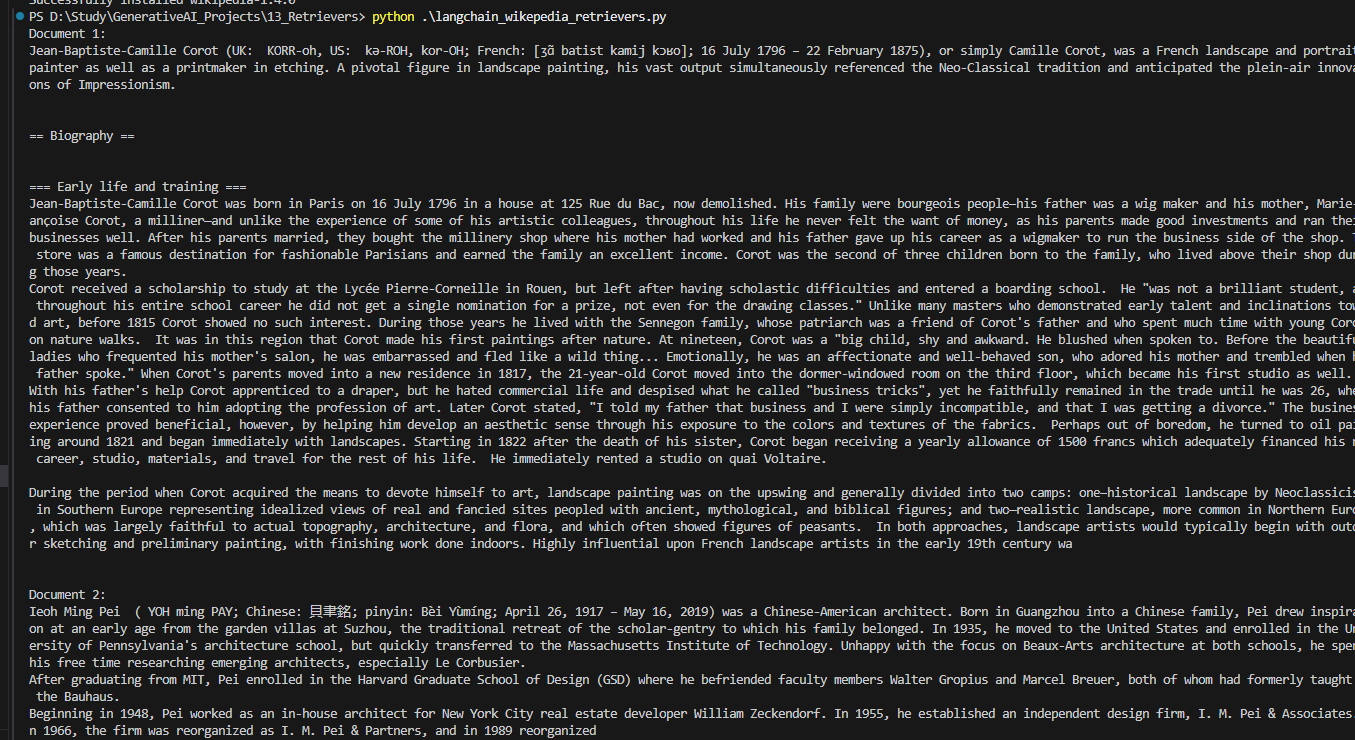 Successfully installed wikipedia-1.4.0
PS D:\Study\GenerativeAI_Projects\13_Retrievers> python .\langchain_wikepedia_retrievers.py
Document 1:
Jean-Baptiste-Camille Corot (UK: KORR-oh, US: kə-ROH, kor-OH; French: [ʒɑ̃ batist kamij kɔʁo]; 16 July 1796 – 22 February 1875), or simply Camille Corot, was a French landscape and portrait
painter as well as a printmaker in etching. A pivotal figure in landscape painting, his vast output simultaneously referenced the Neo-Classical tradition and anticipated the plein-air innova
ons of Impressionism.
== Biography ==
=== Early life and training ===
Jean-Baptiste-Camille Corot was born in Paris on 16 July 1796 in a house at 125 Rue du Bac, now demolished. His family were bourgeois people—his father was a wig maker and his mother, Marie-
ançoise Corot, a milliner—and unlike the experience of some of his artistic colleagues, throughout his life he never felt the want of money, as his parents made good investments and ran thei
businesses well. After his parents married, they bought the millinery shop where his mother had worked and his father gave up his career as a wigmaker to run the business side of the shop.
store was a famous destination for fashionable Parisians and earned the family an excellent income. Corot was the second of three children born to the family, who lived above their shop dur
g those years.
Corot received a scholarship to study at the Lycée Pierre-Corneille in Rouen, but left after having scholastic difficulties and entered a boarding school. He "was not a brilliant student, a
throughout his entire school career he did not get a single nomination for a prize, not even for the drawing classes." Unlike many masters who demonstrated early talent and inclinations tow
d art, before 1815 Corot showed no such interest. During those years he lived with the Sennegon family, whose patriarch was a friend of Corot's father and who spent much time with young Coro
on nature walks. It was in this region that Corot made his first paintings after nature. At nineteen, Corot was a "big child, shy and awkward. He blushed when spoken to. Before the beautifu
ladies who frequented his mother's salon, he was embarrassed and fled like a wild thing... Emotionally, he was an affectionate and well-behaved son, who adored his mother and trembled when h
father spoke." When Corot's parents moved into a new residence in 1817, the 21-year-old Corot moved into the dormer-windowed room on the third floor, which became his first studio as well.
With his father's help Corot apprenticed to a draper, but he hated commercial life and despised what he called "business tricks", yet he faithfully remained in the trade until he was 26, whe
his father consented to him adopting the profession of art. Later Corot stated, "I told my father that business and I were simply incompatible, and that I was getting a divorce." The busines
experience proved beneficial, however, by helping him develop an aesthetic sense through his exposure to the colors and textures of the fabrics. Perhaps out of boredom, he turned to oil pai
ing around 1821 and began immediately with landscapes. Starting in 1822 after the death of his sister, Corot began receiving a yearly allowance of 1500 francs which adequately financed his n
career, studio, materials, and travel for the rest of his life. He immediately rented a studio on quai Voltaire.
During the period when Corot acquired the means to devote himself to art, landscape painting was on the upswing and generally divided into two camps: one—historical landscape by Neoclassicis
in Southern Europe representing idealized views of real and fancied sites peopled with ancient, mythological, and biblical figures; and two—realistic landscape, more common in Northern Euro
, which was largely faithful to actual topography, architecture, and flora, and which often showed figures of peasants. In both approaches, landscape artists would typically begin with outd
r sketching and preliminary painting, with finishing work done indoors. Highly influential upon French landscape artists in the early 19th century wa
Document 2:
Ieoh Ming Pei ( YOH ming PAY; Chinese: 貝聿銘; pinyin: Bèi Yùmíng; April 26, 1917 – May 16, 2019) was a Chinese-American architect. Born in Guangzhou into a Chinese family, Pei drew inspira
on at an early age from the garden villas at Suzhou, the traditional retreat of the scholar-gentry to which his family belonged. In 1935, he moved to the United States and enrolled in the Un
ersity of Pennsylvania's architecture school, but quickly transferred to the Massachusetts Institute of Technology. Unhappy with the focus on Beaux-Arts architecture at both schools, he spen
his free time researching emerging architects, especially Le Corbusier.
After graduating from MIT, Pei enrolled in the Harvard Graduate School of Design (GSD) where he befriended faculty members Walter Gropius and Marcel Breuer, both of whom had formerly taught
the Bauhaus.
Beginning in 1948, Pei worked as an in-house architect for New York City real estate developer William Zeckendorf. In 1955, he established an independent design firm, I. M. Pei & Associates.
n 1966, the firm was reorganized as I. M. Pei & Partners, and in 1989 reorganized